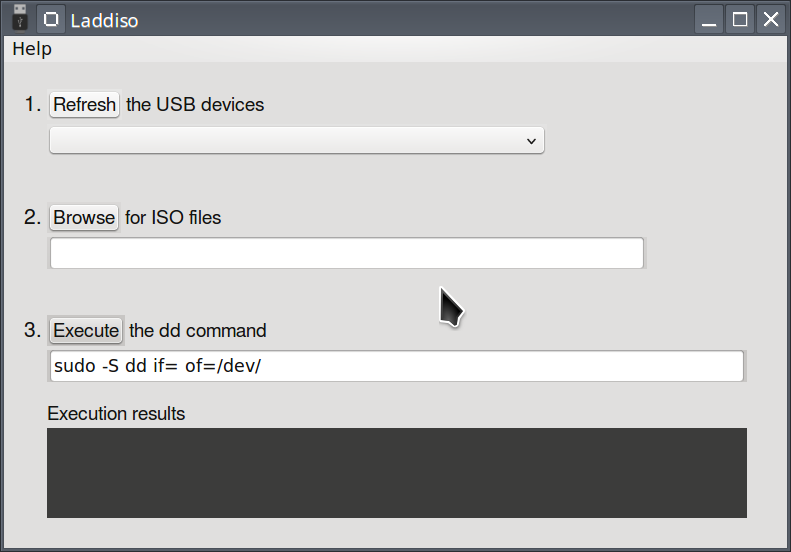 Laddiso
Help
1. Refresh the USB devices
2. Browse for ISO files
3. Execute the dd command
sudo -S dd if= of=/dev/
Execution results